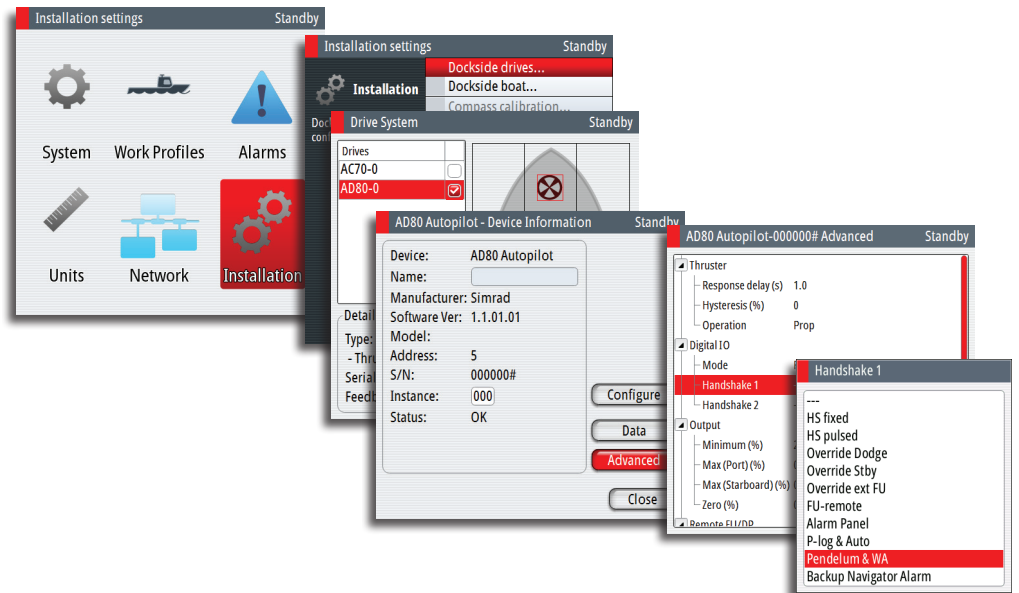 Installation settings Standby
System Work Profiles Alarms
Units Network Installation
Installation settings Standby
Installation
Dockside drives...
Dockside boat...
Compass calibration...
Drive System Standby
Drives
AC70-0
AD80-0
Type:
AD80 Autopilot - Device Information Standby
Device: AD80 Autopilot
Name:
Manufacturer: Simrad
Software Ver: 1.1.01.01
Model:
Address: 5
S/N: 000000#
Instance: 000
Status: OK
Configure
Data
Advanced
Close
AD80 Autopilot-000000# Advanced Standby
Thruster
Response delay (s) 1.0
Hysteresis (%) 0
Operation Prop
Digital IO
Mode
Handshake 1
Handshake 2
Output
Minimum (%)
Max (Port) (%)
Max (Starboard) (%)
Zero (%)
Remote FU/DP
Handshake 1
---
HS fixed
HS pulsed
Override Dodge
Override Stby
Override ext FU
FU-remote
Alarm Panel
P-log & Auto
Pendelum & WA
Backup Navigator Alarm